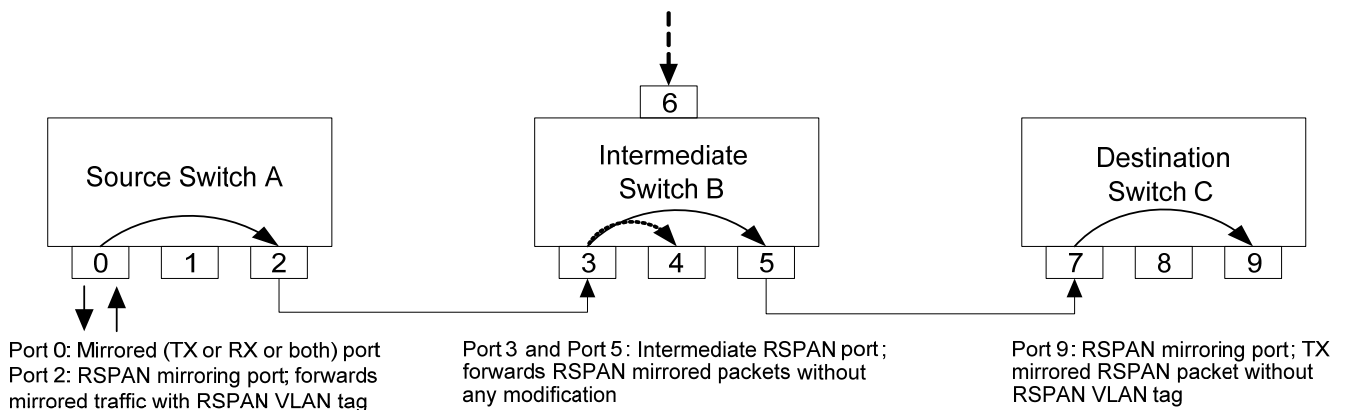 6
Source Switch A
Intermediate
Switch B
Destination
Switch C
0
1
2
3
4
5
7
8
9
Port 0: Mirrored (TX or RX or both) port
Port 2: RSPAN mirroring port; forwards
mirrored traffic with RSPAN VLAN tag
Port 3 and Port 5: Intermediate RSPAN port;
forwards RSPAN mirrored packets without
any modification
Port 9: RSPAN mirroring port; TX
mirrored RSPAN packet without
RSPAN VLAN tag